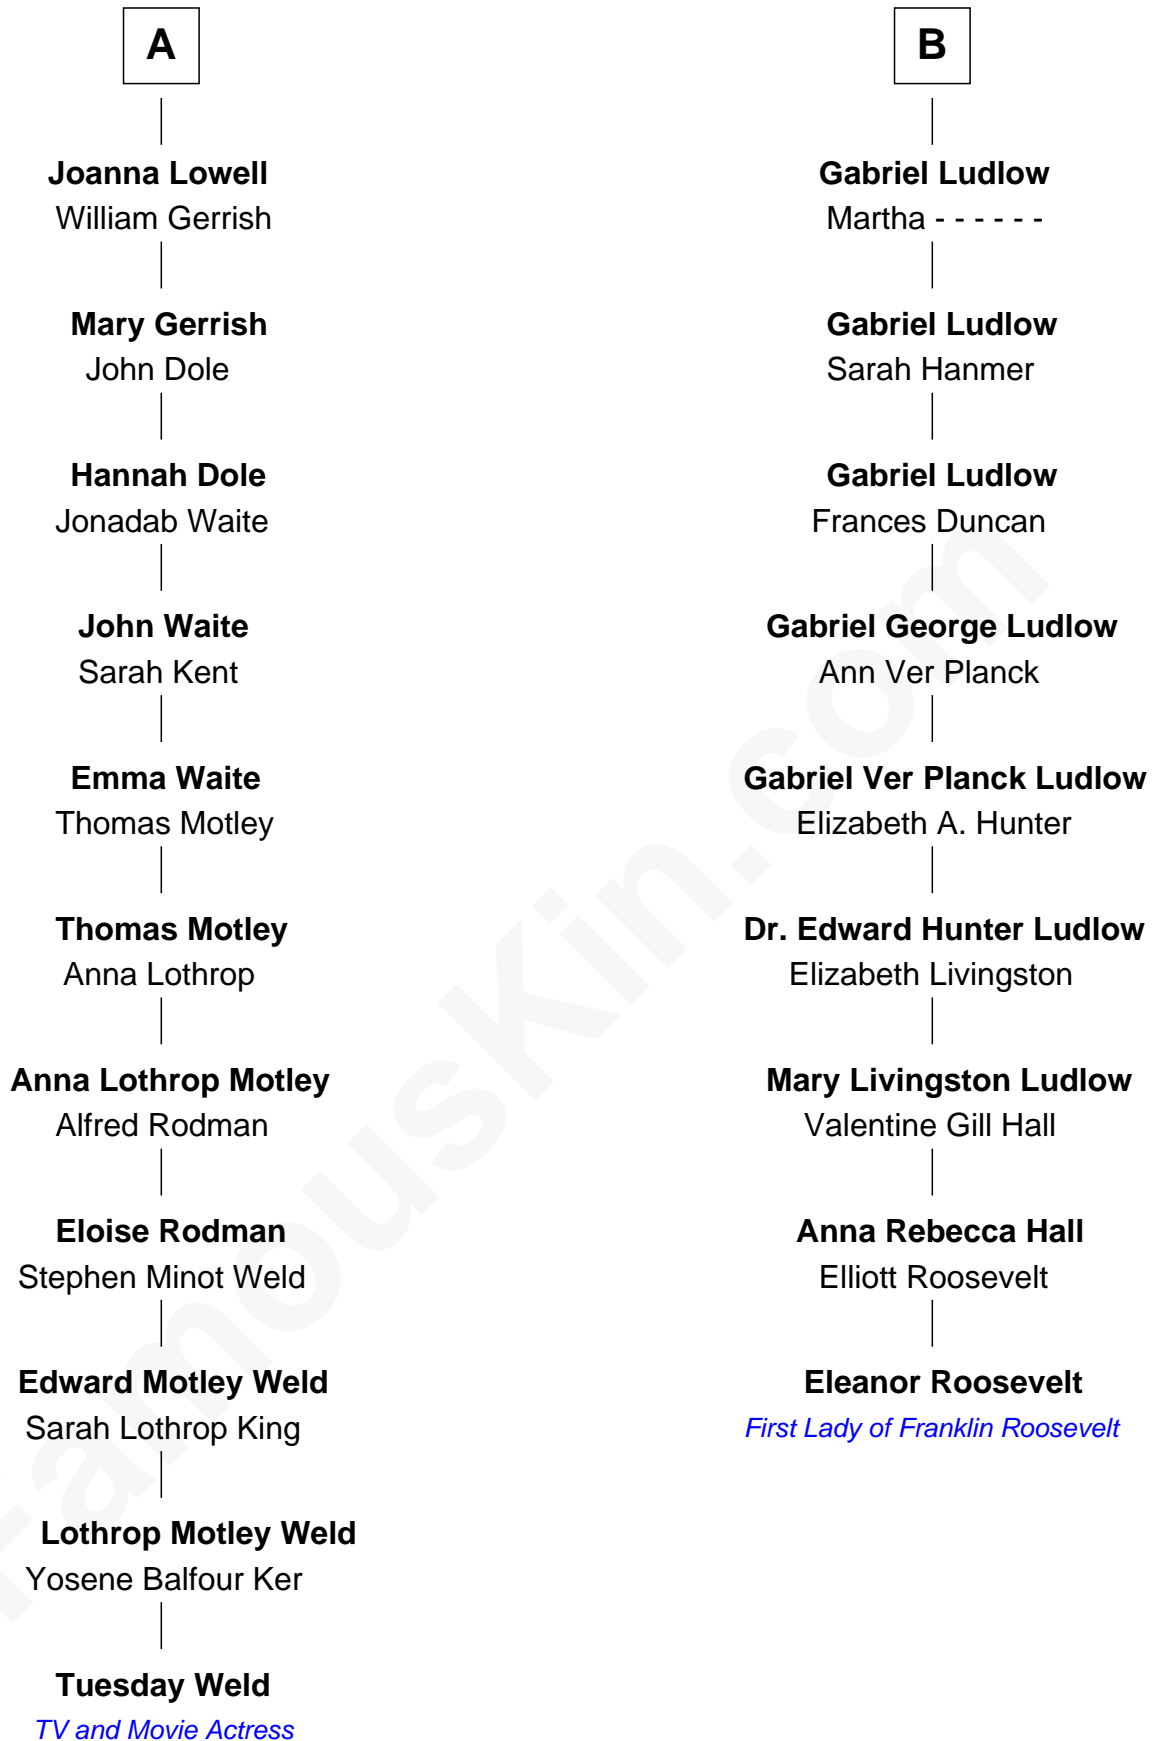 A
Joanna Lowell
William Gerrish
Mary Gerrish
John Dole
Hannah Dole
Jonadab Waite
John Waite
Sarah Kent
Emma Waite
Thomas Motley
Thomas Motley
Anna Lothrop
Anna Lothrop Motley
Alfred Rodman
Eloise Rodman
Stephen Minot Weld
Edward Motley Weld
Sarah Lothrop King
Lothrop Motley Weld
Yosene Balfour Ker
Tuesday Weld
TV and Movie Actress
B
Gabriel Ludlow
Martha - - - - - -
Gabriel Ludlow
Sarah Hanmer
Gabriel Ludlow
Frances Duncan
Gabriel George Ludlow
Ann Ver Planck
Gabriel Ver Planck Ludlow
Elizabeth A. Hunter
Dr. Edward Hunter Ludlow
Elizabeth Livingston
Mary Livingston Ludlow
Valentine Gill Hall
Anna Rebecca Hall
Elliott Roosevelt
Eleanor Roosevelt
First Lady of Franklin Roosevelt
FamousKin.com